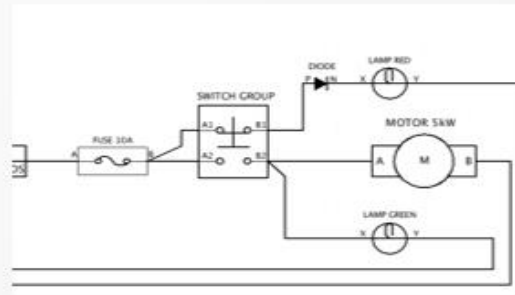 DIODE
LAMP RED
P N
X Y
SWITCH GROUP
A1 B1
FUSE 10A
MOTOR 5kW
A B
A2 B2
A M B
LAMP GREEN
X Y